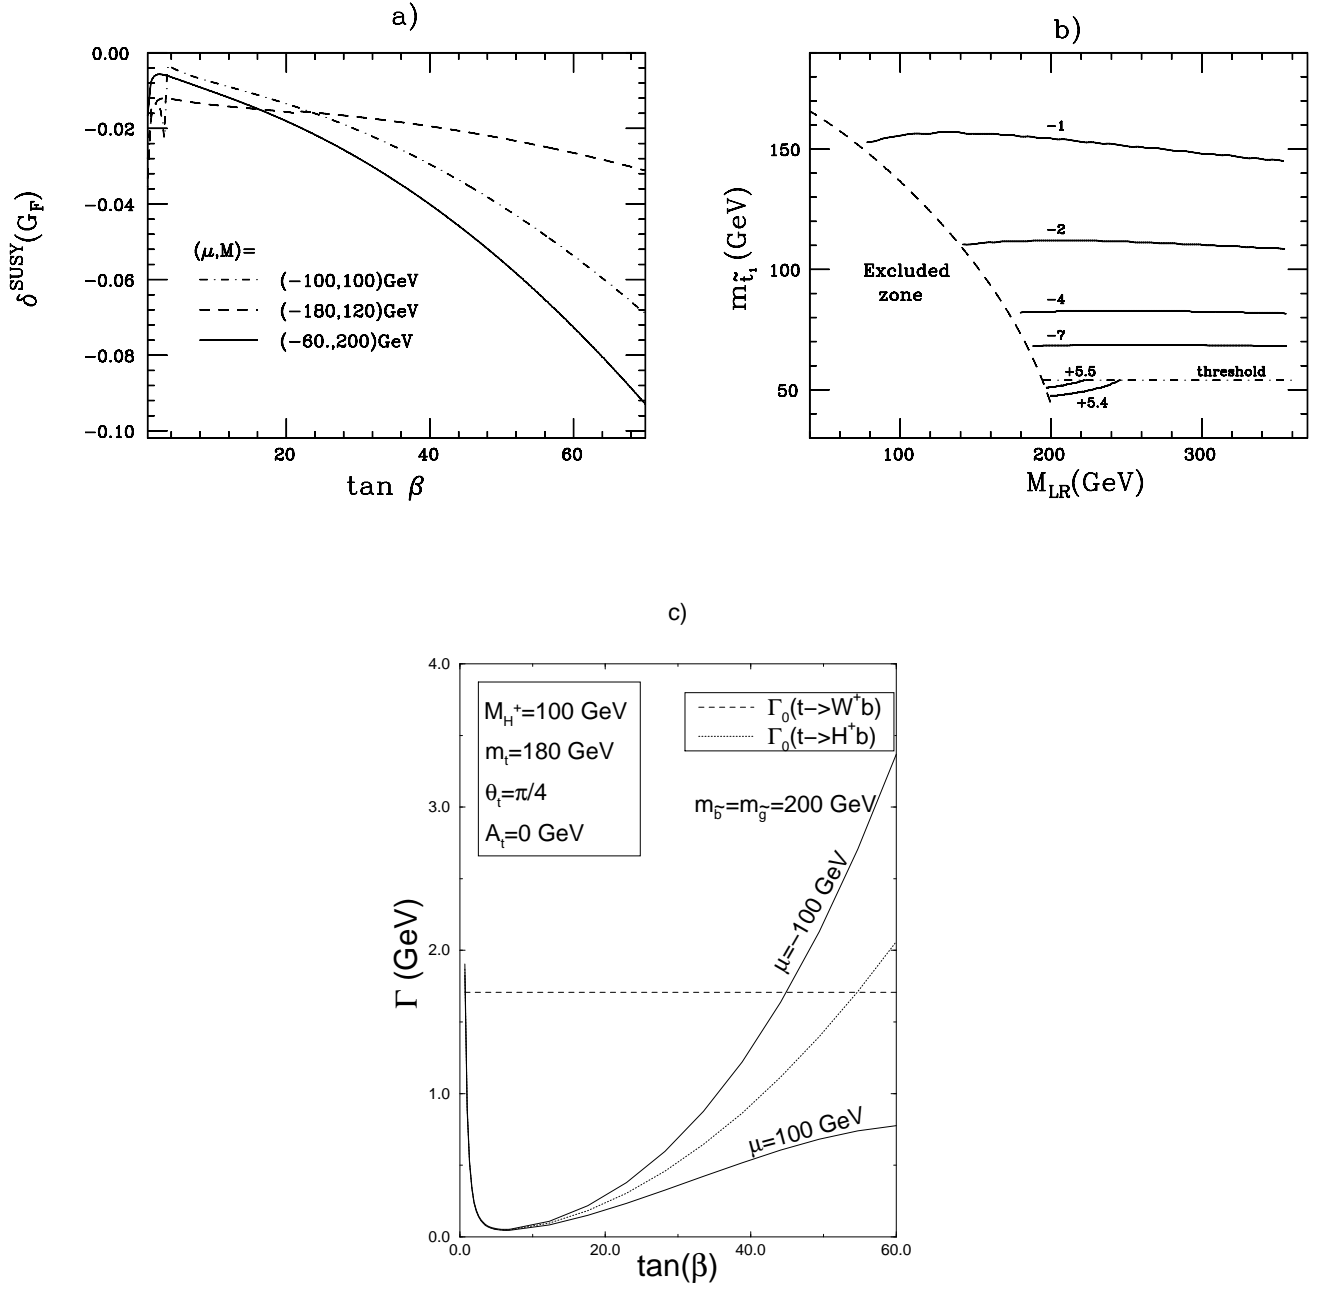 a)
0.00
-0.02
-0.04
-0.06
-0.08
-0.10
δ^SUSY(G_F)
(μ,M)=
(-100,100)GeV
(-180,120)GeV
(-60.,200)GeV
20
40
60
tan β
b)
150
100
50
m_t̃₁ (GeV)
-1
-2
Excluded
zone
-4
-7
+5.5
threshold
+5.4
100
200
300
M_LR(GeV)
c)
4.0
3.0
2.0
1.0
0.0
Γ (GeV)
M_H⁺=100 GeV
m_t=180 GeV
θ_t=π/4
A_t=0 GeV
Γ₀(t->W⁺b)
Γ₀(t->H⁺b)
m_b̃=m_g̃=200 GeV
μ=-100 GeV
μ=100 GeV
0.0
20.0
40.0
60.0
tan(β)